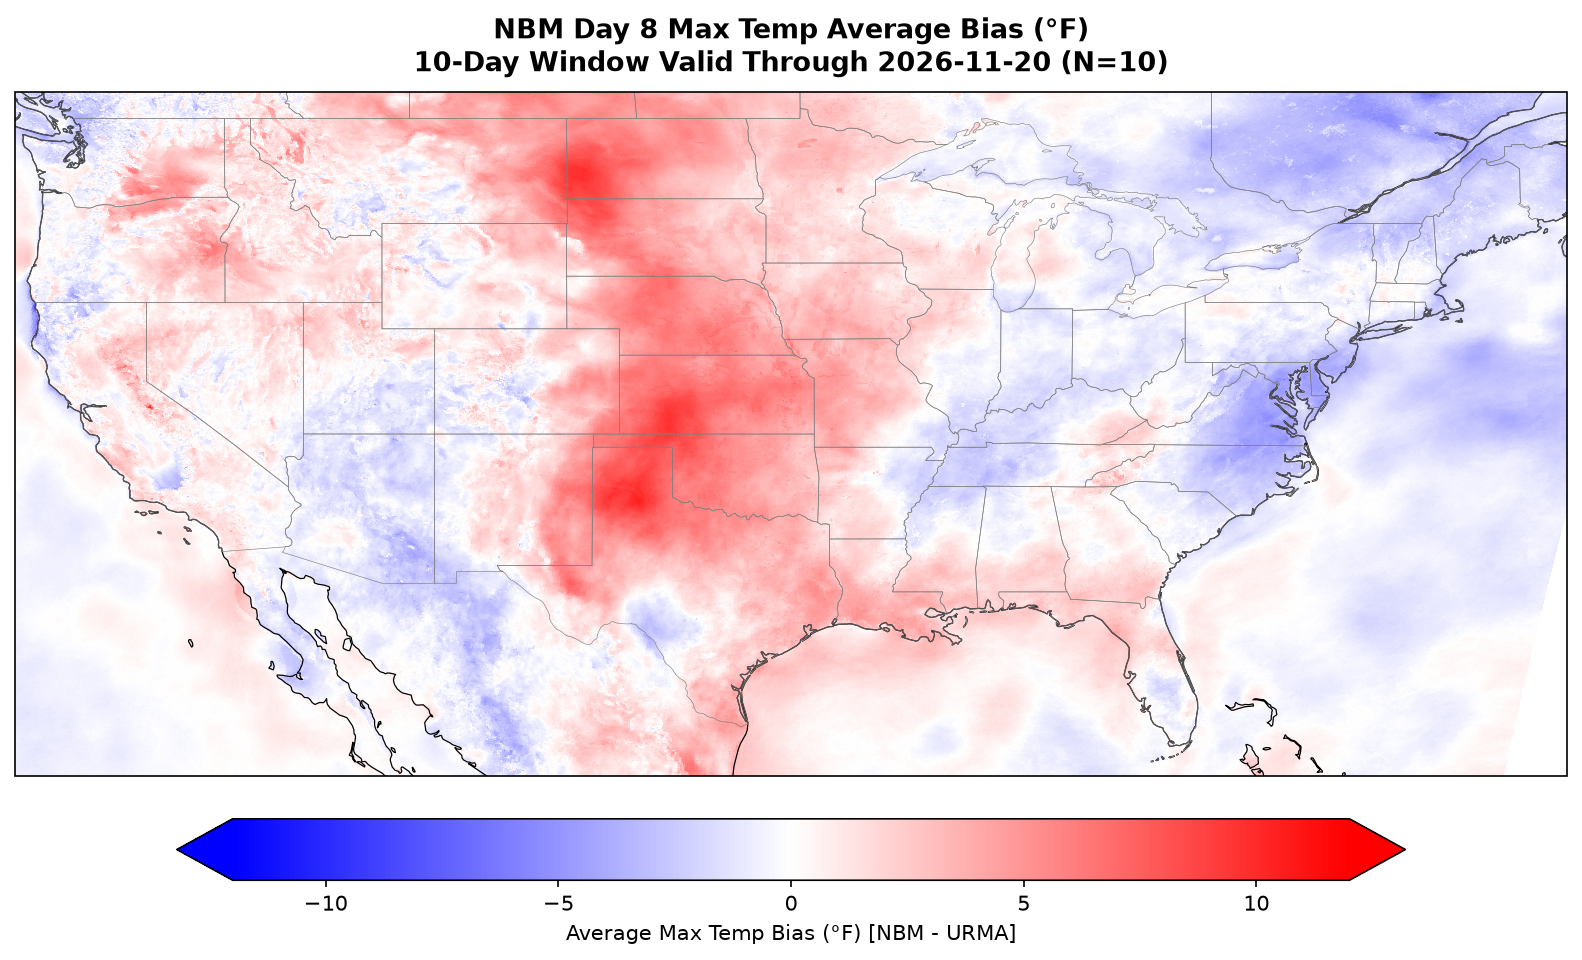 NBM Day 8 Max Temp Average Bias (°F)
10-Day Window Valid Through 2026-11-20 (N=10)
−10 −5 0 5 10
Average Max Temp Bias (°F) [NBM - URMA]